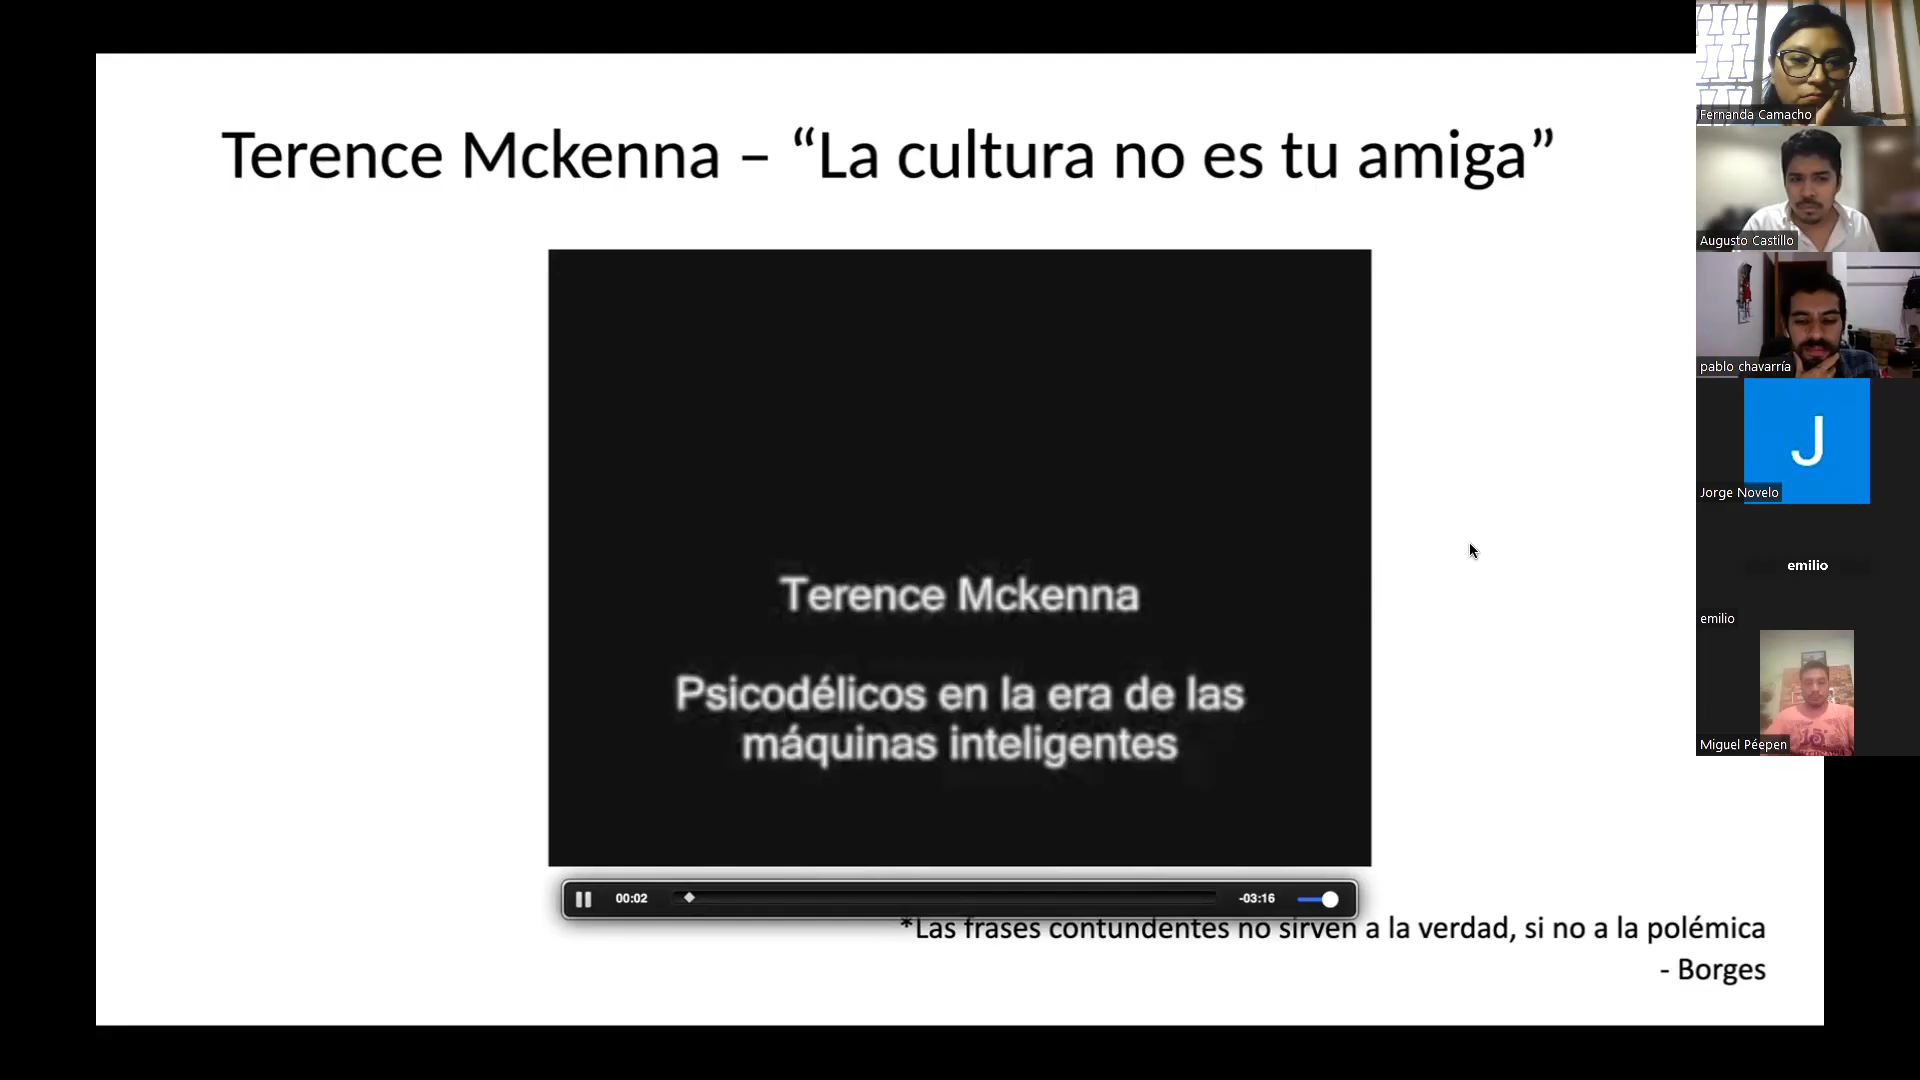 Terence Mckenna – “La cultura no es tu amiga”
Terence Mckenna
Psicodélicos en la era de las
máquinas inteligentes
00:02
-03:16
*Las frases contundentes no sirven a la verdad, si no a la polémica
- Borges
Fernanda Camacho
Augusto Castillo
pablo chavarría
J
Jorge Novelo
emilio
emilio
Miguel Péepen